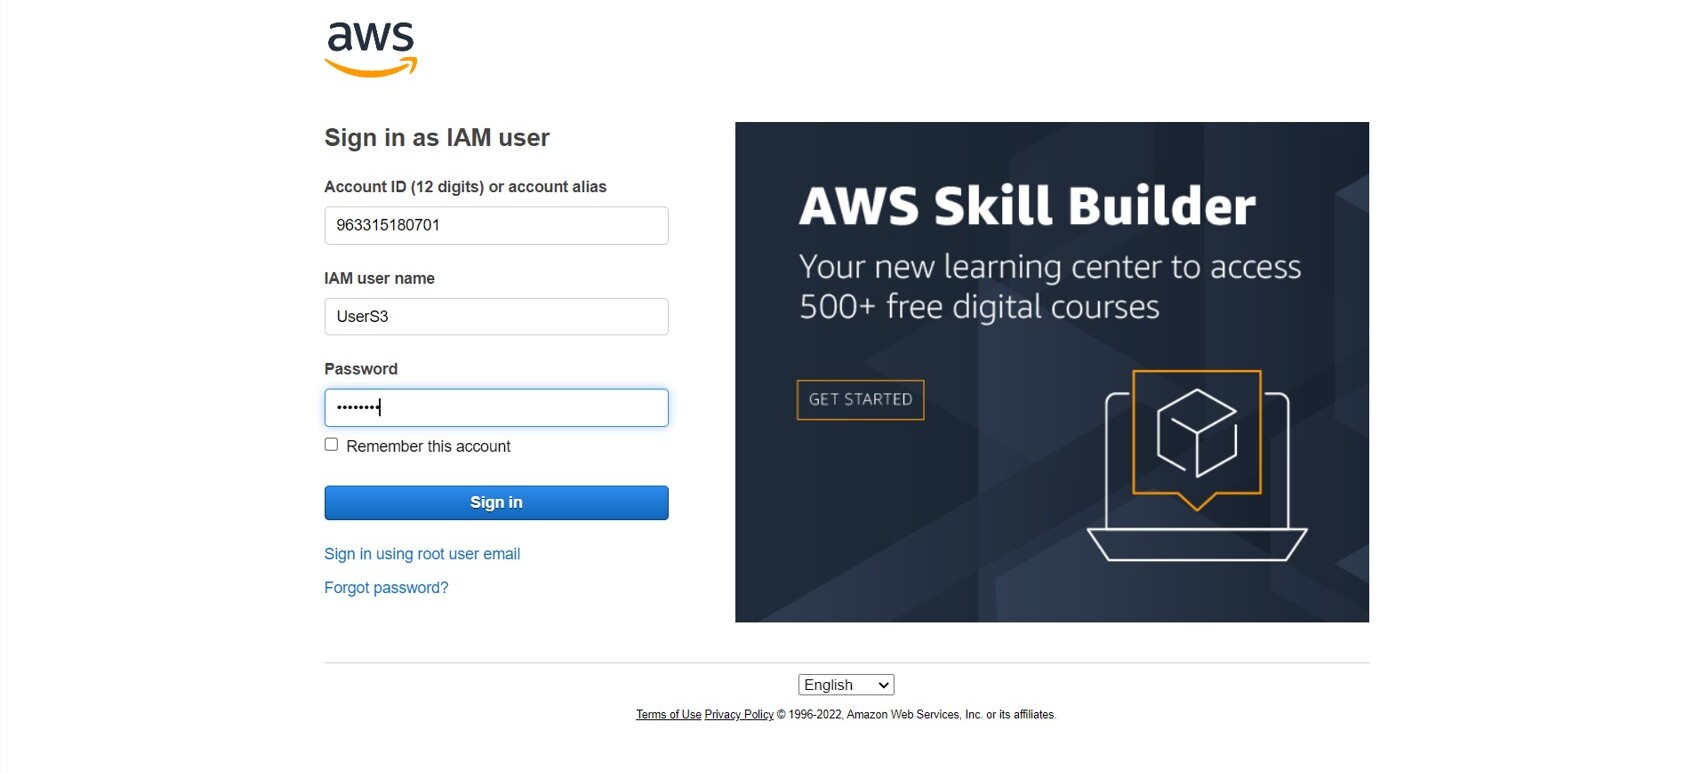 aws
Sign in as IAM user
Account ID (12 digits) or account alias
963315180701
IAM user name
UserS3
Password
••••••••
Remember this account
Sign in
Sign in using root user email
Forgot password?
AWS Skill Builder
Your new learning center to access
500+ free digital courses
GET STARTED
English
Terms of Use Privacy Policy © 1996-2022, Amazon Web Services, Inc. or its affiliates.